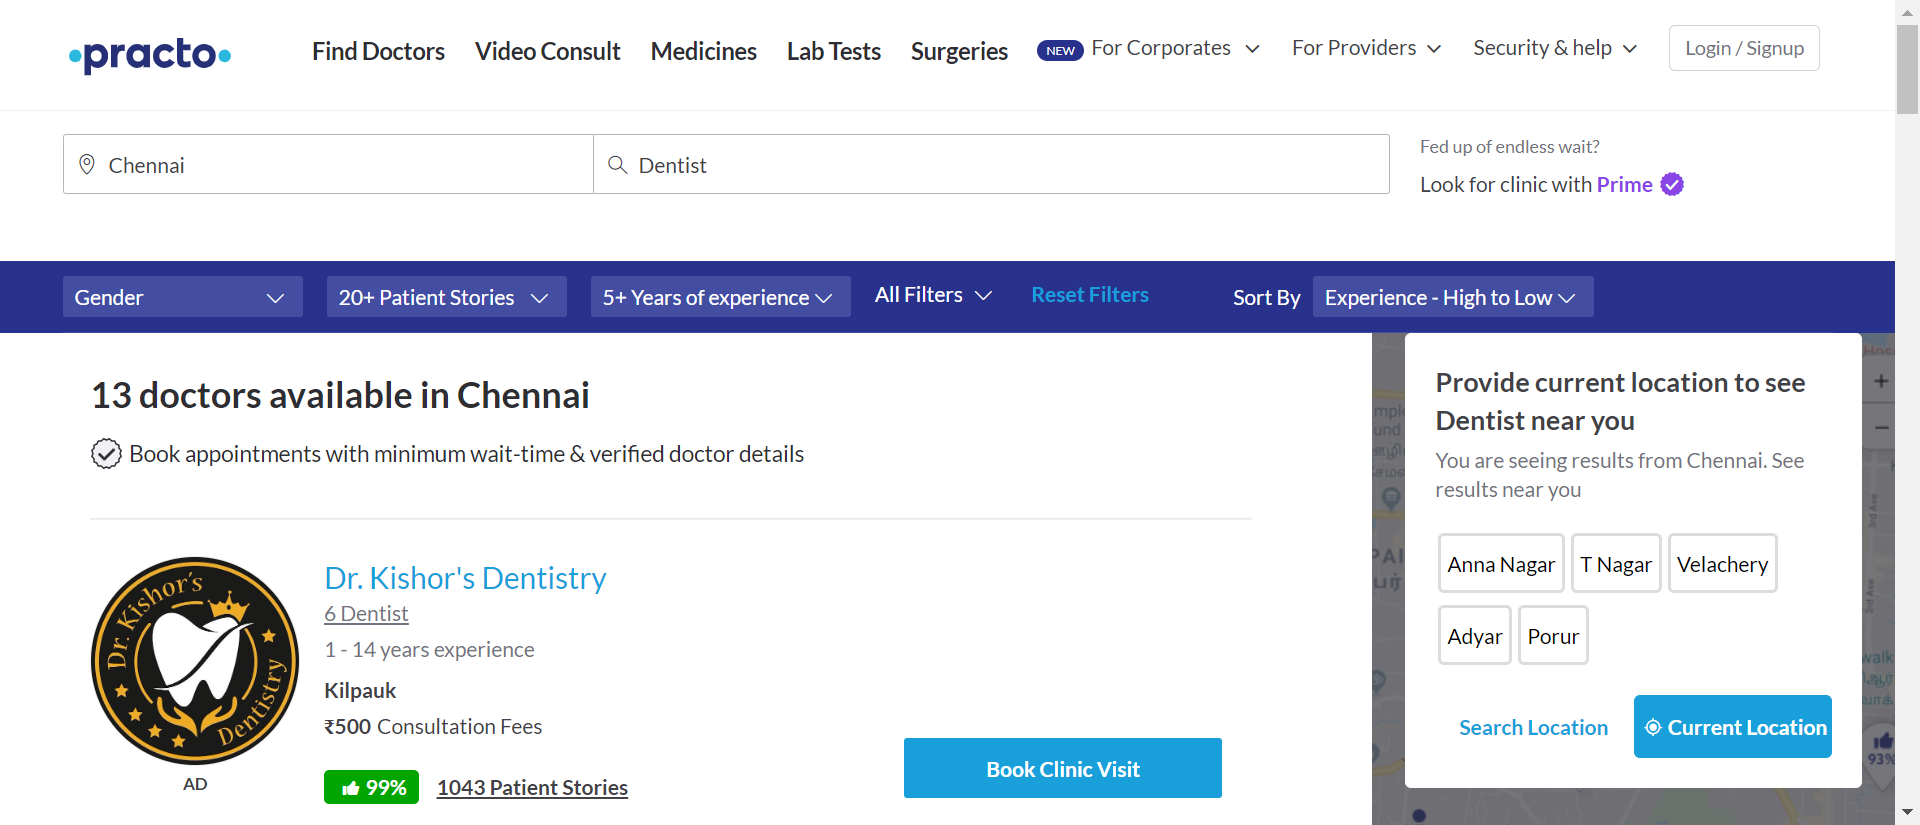 practo
Find Doctors
Video Consult
Medicines
Lab Tests
Surgeries
NEW For Corporates
For Providers
Security & help
Login / Signup
Chennai
Dentist
Fed up of endless wait?
Look for clinic with Prime
Gender
20+ Patient Stories
5+ Years of experience
All Filters
Reset Filters
Sort By
Experience - High to Low
13 doctors available in Chennai
Book appointments with minimum wait-time & verified doctor details
Dr. Kishor's
Dentistry
AD
Dr. Kishor's Dentistry
6 Dentist
1 - 14 years experience
Kilpauk
₹500 Consultation Fees
99%
1043 Patient Stories
Book Clinic Visit
Provide current location to see
Dentist near you
You are seeing results from Chennai. See
results near you
Anna Nagar
T Nagar
Velachery
Adyar
Porur
Search Location
Current Location
3rd Ave
3rd Ave
93%